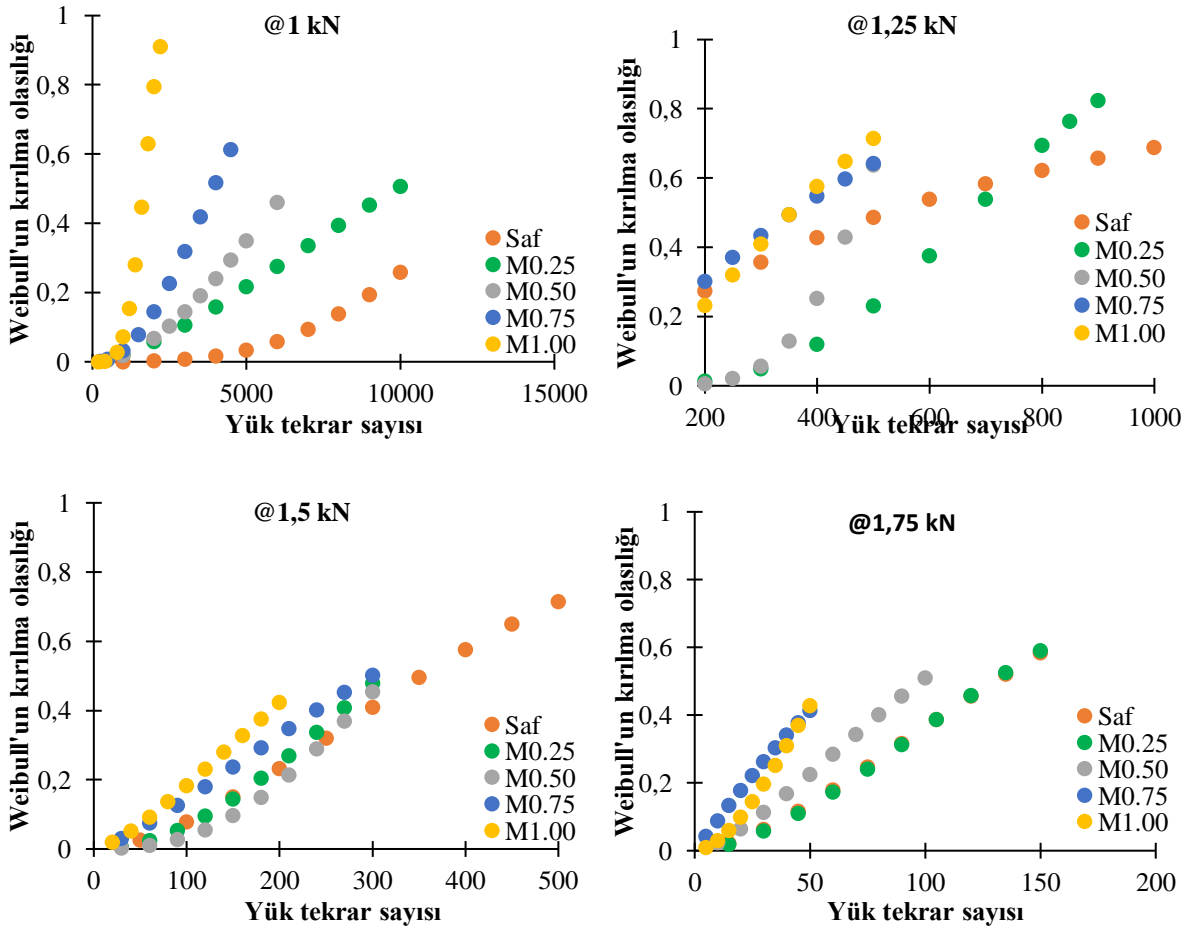 @1 kN
Weibull'un kırılma olasılığı
1
0,8
0,6
0,4
0,2
0
0 5000 10000 15000
Yük tekrar sayısı
Saf
M0.25
M0.50
M0.75
M1.00
@1,25 kN
Weibull'un kırılma olasılığı
1
0,8
0,6
0,4
0,2
0
200 400 600 800 1000
Yük tekrar sayısı
Saf
M0.25
M0.50
M0.75
M1.00
@1,5 kN
Weibull'un kırılma olasılığı
1
0,8
0,6
0,4
0,2
0
0 100 200 300 400 500
Yük tekrar sayısı
Saf
M0.25
M0.50
M0.75
M1.00
@1,75 kN
Weibull'un kırılma olasılığı
1
0,8
0,6
0,4
0,2
0
0 50 100 150 200
Yük tekrar sayısı
Saf
M0.25
M0.50
M0.75
M1.00